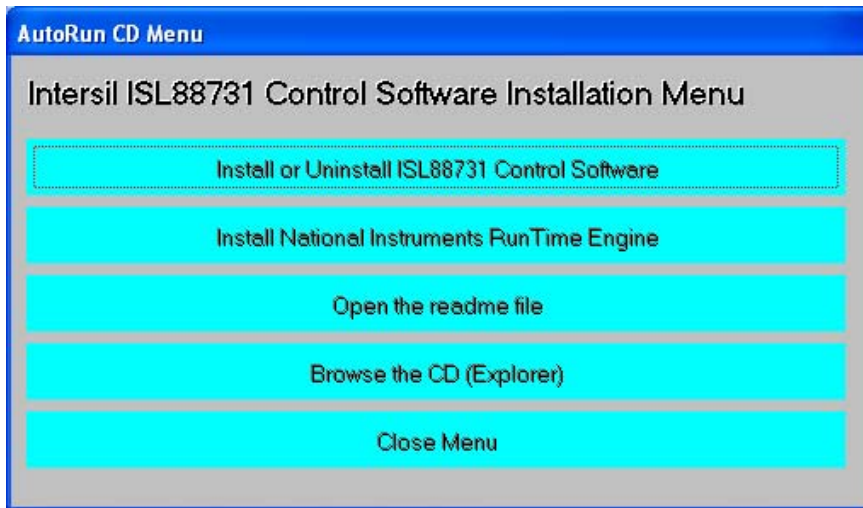 AutoRun CD Menu
Intersil ISL88731 Control Software Installation Menu
Install or Uninstall ISL88731 Control Software
Install National Instruments RunTime Engine
Open the readme file
Browse the CD (Explorer)
Close Menu